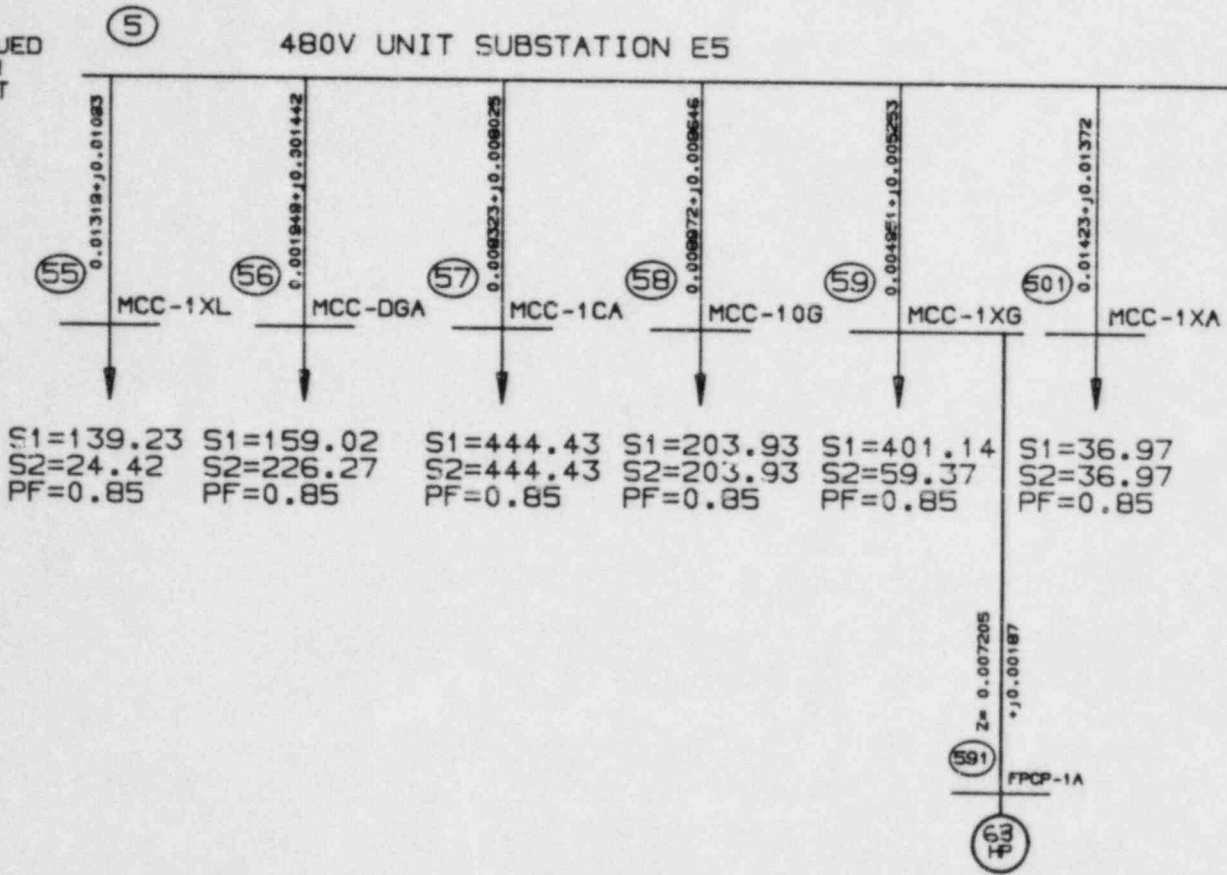 UED
T
5
480V UNIT SUBSTATION E5
0.01319+j0.01093
0.001949+j0.001442
0.008323+j0.008025
0.008972+j0.008646
0.004951+j0.005253
0.01423+j0.01372
55
MCC-1XL
56
MCC-DGA
57
MCC-1CA
58
MCC-10G
59
MCC-1XG
501
MCC-1XA
S1=139.23
S2=24.42
PF=0.85
S1=159.02
S2=226.27
PF=0.85
S1=444.43
S2=444.43
PF=0.85
S1=203.93
S2=203.93
PF=0.85
S1=401.14
S2=59.37
PF=0.85
S1=36.97
S2=36.97
PF=0.85
Z= 0.007205
+j0.00187
591
FPCP-1A
63
HP